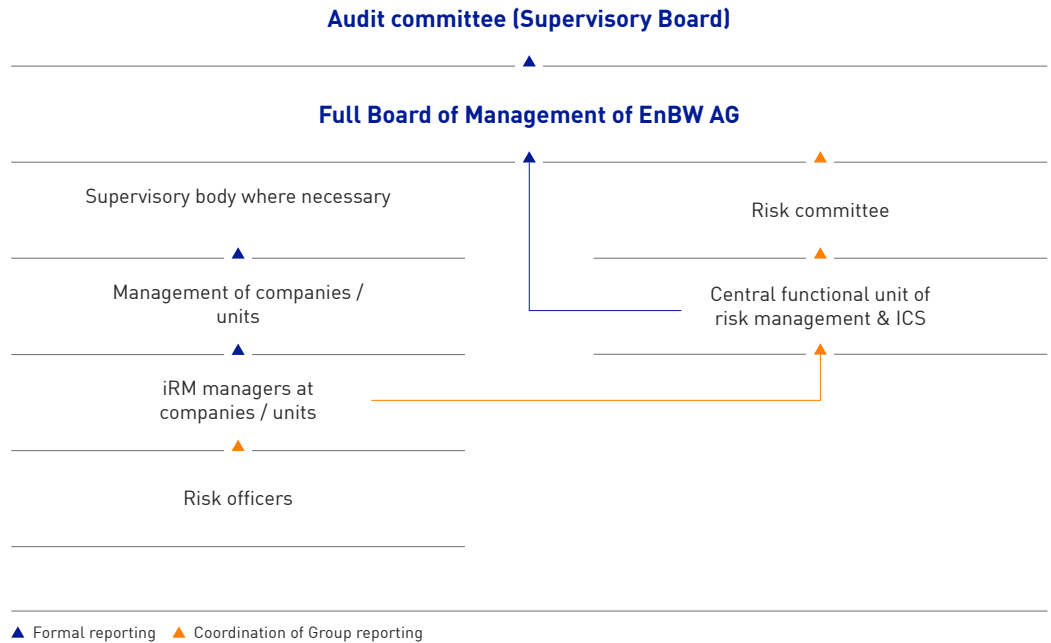 Audit committee (Supervisory Board)
Full Board of Management of EnBW AG
Supervisory body where necessary
Risk committee
Management of companies /
units
Central functional unit of
risk management & ICS
iRM managers at
companies / units
Risk officers
Formal reporting
Coordination of Group reporting